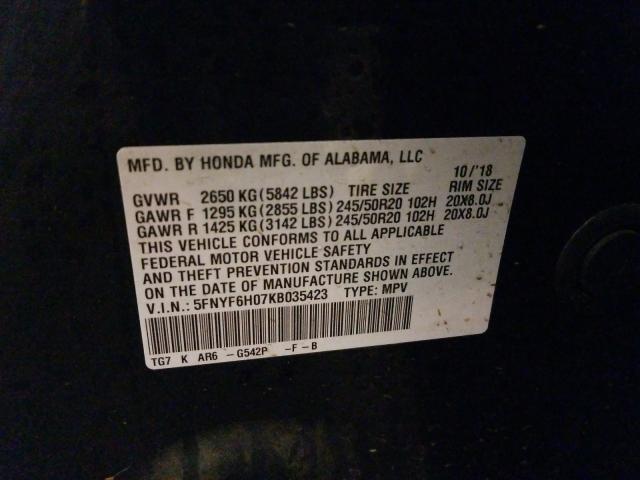 MFD. BY HONDA MFG. OF ALABAMA, LLC 10/'18
GVWR 2650 KG (5842 LBS) TIRE SIZE RIM SIZE
GAWR F 1295 KG (2855 LBS) 245/50R20 102H 20X8.0J
GAWR R 1425 KG (3142 LBS) 245/50R20 102H 20X8.0J
THIS VEHICLE CONFORMS TO ALL APPLICABLE
FEDERAL MOTOR VEHICLE SAFETY
AND THEFT PREVENTION STANDARDS IN EFFECT
ON THE DATE OF MANUFACTURE SHOWN ABOVE.
V.I.N.: 5FNYF6H07KB035423 TYPE: MPV
TG7 K AR6 -G542P -F-B